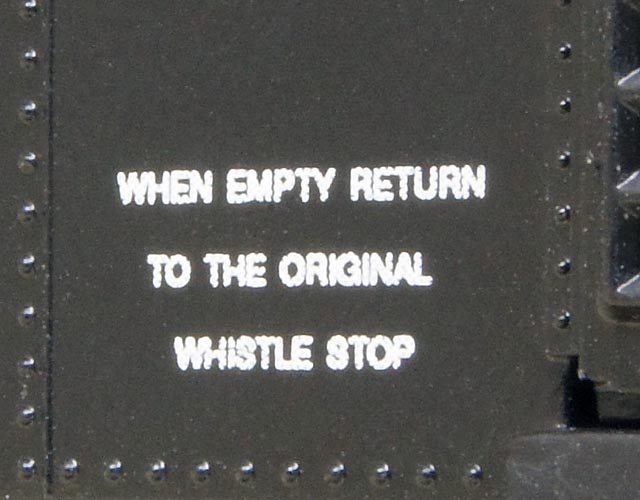 WHEN EMPTY RETURN
TO THE ORIGINAL
WHISTLE STOP